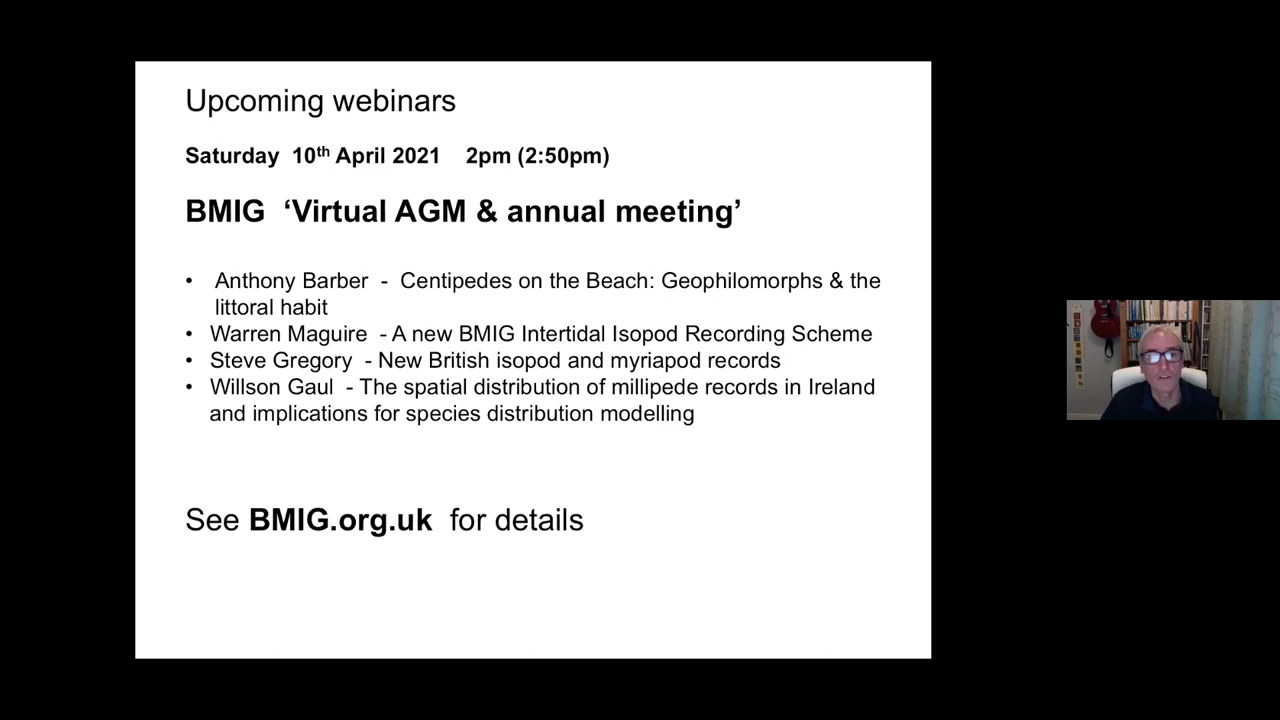 Upcoming webinars
Saturday 10th April 2021 2pm (2:50pm)
BMIG ‘Virtual AGM & annual meeting’
• Anthony Barber - Centipedes on the Beach: Geophilomorphs & the
littoral habit
• Warren Maguire - A new BMIG Intertidal Isopod Recording Scheme
• Steve Gregory - New British isopod and myriapod records
• Willson Gaul - The spatial distribution of millipede records in Ireland
and implications for species distribution modelling
See BMIG.org.uk for details